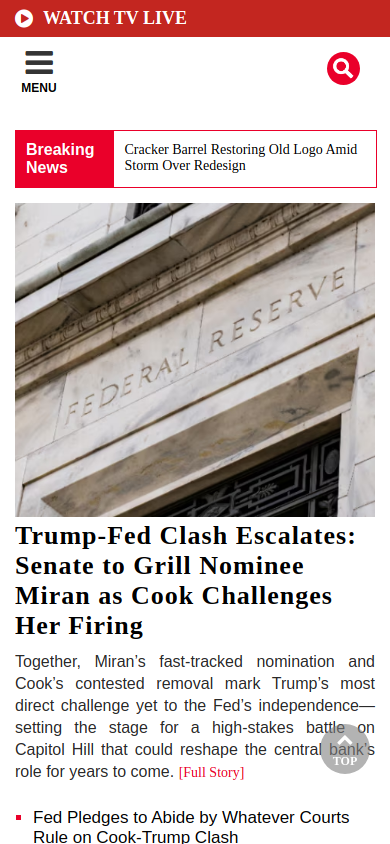 WATCH TV LIVE
MENU
Breaking
News
Cracker Barrel Restoring Old Logo Amid
Storm Over Redesign
FEDERAL RESERVE
Trump-Fed Clash Escalates:
Senate to Grill Nominee
Miran as Cook Challenges
Her Firing
Together, Miran’s fast-tracked nomination and
Cook’s contested removal mark Trump’s most
direct challenge yet to the Fed’s independence—
setting the stage for a high-stakes battle on
Capitol Hill that could reshape the central bank’s
role for years to come. [Full Story]
TOP
Fed Pledges to Abide by Whatever Courts
Rule on Cook-Trump Clash